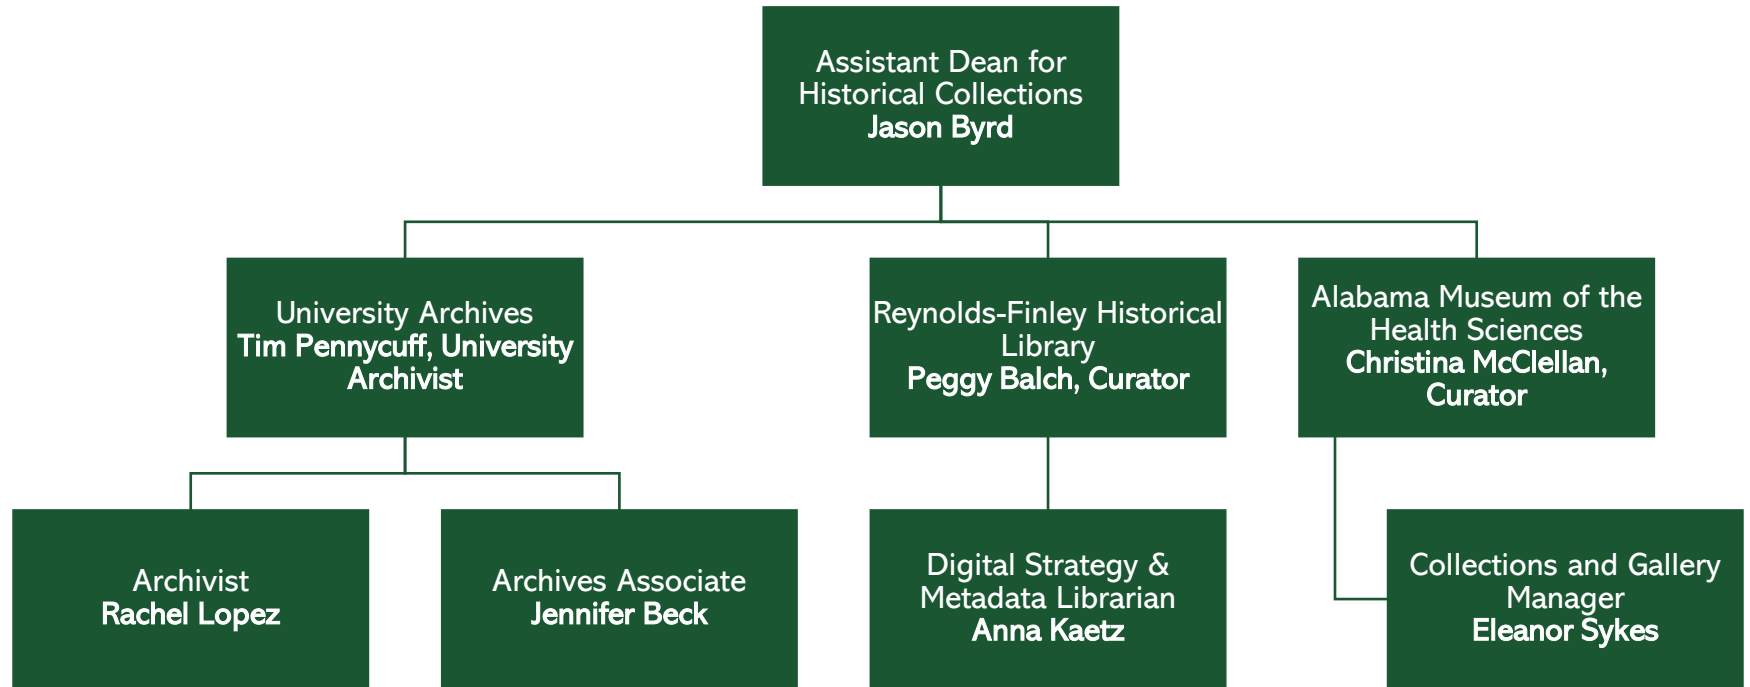 Assistant Dean for
Historical Collections
Jason Byrd
University Archives
Tim Pennycuff, University
Archivist
Reynolds-Finley Historical
Library
Peggy Balch, Curator
Alabama Museum of the
Health Sciences
Christina McClellan,
Curator
Archivist
Rachel Lopez
Archives Associate
Jennifer Beck
Digital Strategy &
Metadata Librarian
Anna Kaetz
Collections and Gallery
Manager
Eleanor Sykes